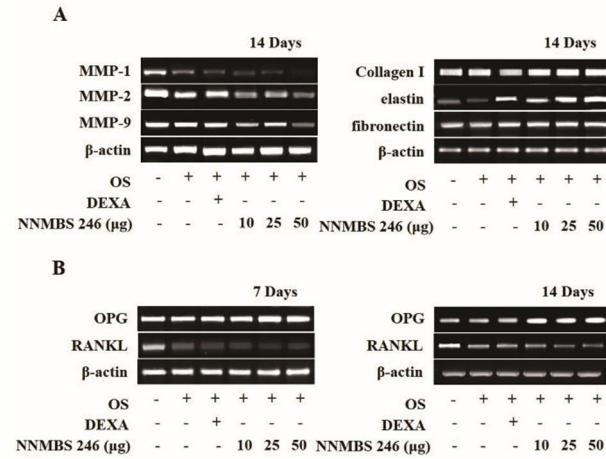 A
14 Days
MMP-1
MMP-2
MMP-9
β-actin
OS - + + + + +
DEXA +
NNMBS 246 (μg) - - - 10 25 50
14 Days
Collagen I
elastin
fibronectin
β-actin
OS - + + + + +
DEXA +
NNMBS 246 (μg) - - - 10 25 50
B
7 Days
OPG
RANKL
β-actin
OS - + + + + +
DEXA +
NNMBS 246 (μg) - - - 10 25 50
14 Days
OPG
RANKL
β-actin
OS - + + + + +
DEXA +
NNMBS 246 (μg) - - - 10 25 50